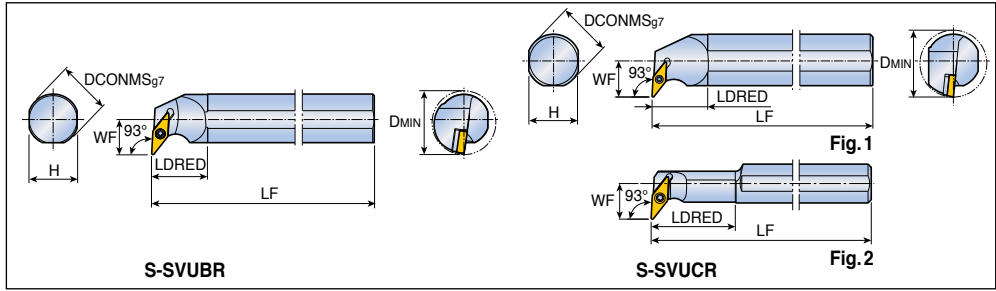 DCONMSg7
H
WF
93°
LDRED
LF
DMIN
S-SVUBR
DCONMSg7
H
WF
93°
LDRED
LF
DMIN
Fig.1
WF
93°
LDRED
LF
Fig.2
S-SVUCR